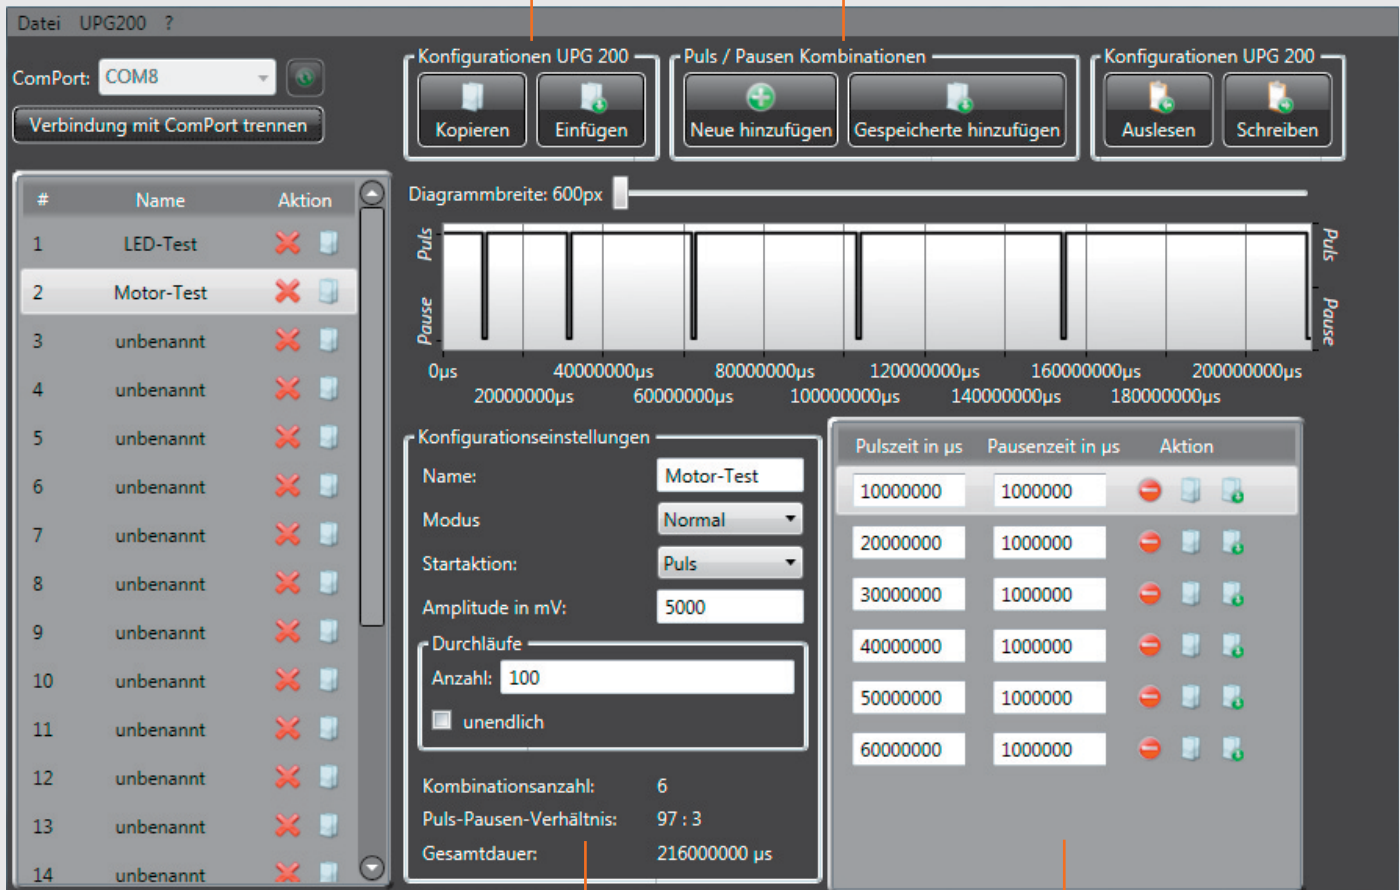 Datei UPG200 ?
ComPort: COM8
Verbindung mit ComPort trennen
Konfigurationen UPG 200
Kopieren Einfügen
Puls / Pausen Kombinationen
Neue hinzufügen Gespeicherte hinzufügen
Konfigurationen UPG 200
Auslesen Schreiben
# Name Aktion
1 LED-Test
2 Motor-Test
3 unbenannt
4 unbenannt
5 unbenannt
6 unbenannt
7 unbenannt
8 unbenannt
9 unbenannt
10 unbenannt
11 unbenannt
12 unbenannt
13 unbenannt
14 unbenannt
Diagrammbreite: 600px
Puls
Pause
Puls
Pause
0µs 40000000µs 80000000µs 120000000µs 160000000µs 200000000µs
20000000µs 60000000µs 100000000µs 140000000µs 180000000µs
Konfigurationseinstellungen
Name: Motor-Test
Modus Normal
Startaktion: Puls
Amplitude in mV: 5000
Durchläufe
Anzahl: 100
unendlich
Kombinationsanzahl: 6
Puls-Pausen-Verhältnis: 97 : 3
Gesamtdauer: 216000000 µs
Pulszeit in µs Pausenzeit in µs Aktion
10000000 1000000
20000000 1000000
30000000 1000000
40000000 1000000
50000000 1000000
60000000 1000000